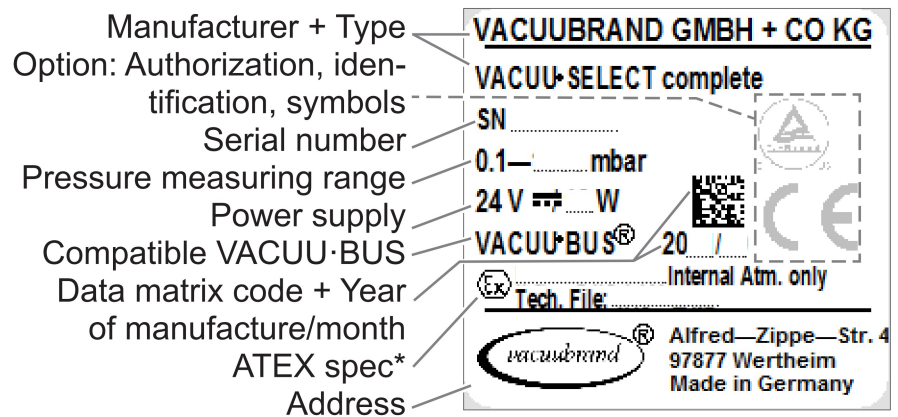 Manufacturer + Type
Option: Authorization, iden-
tification, symbols
Serial number
Pressure measuring range
Power supply
Compatible VACUU·BUS
Data matrix code + Year
of manufacture/month
ATEX spec*
Address
VACUUBRAND GMBH + CO KG
VACUU•SELECT complete
SN
0.1— mbar
24 V W
VACUU•BUS® 20 /
CE
Ex Internal Atm. only
Tech. File:
vacuubrand ®
Alfred—Zippe—Str. 4
97877 Wertheim
Made in Germany